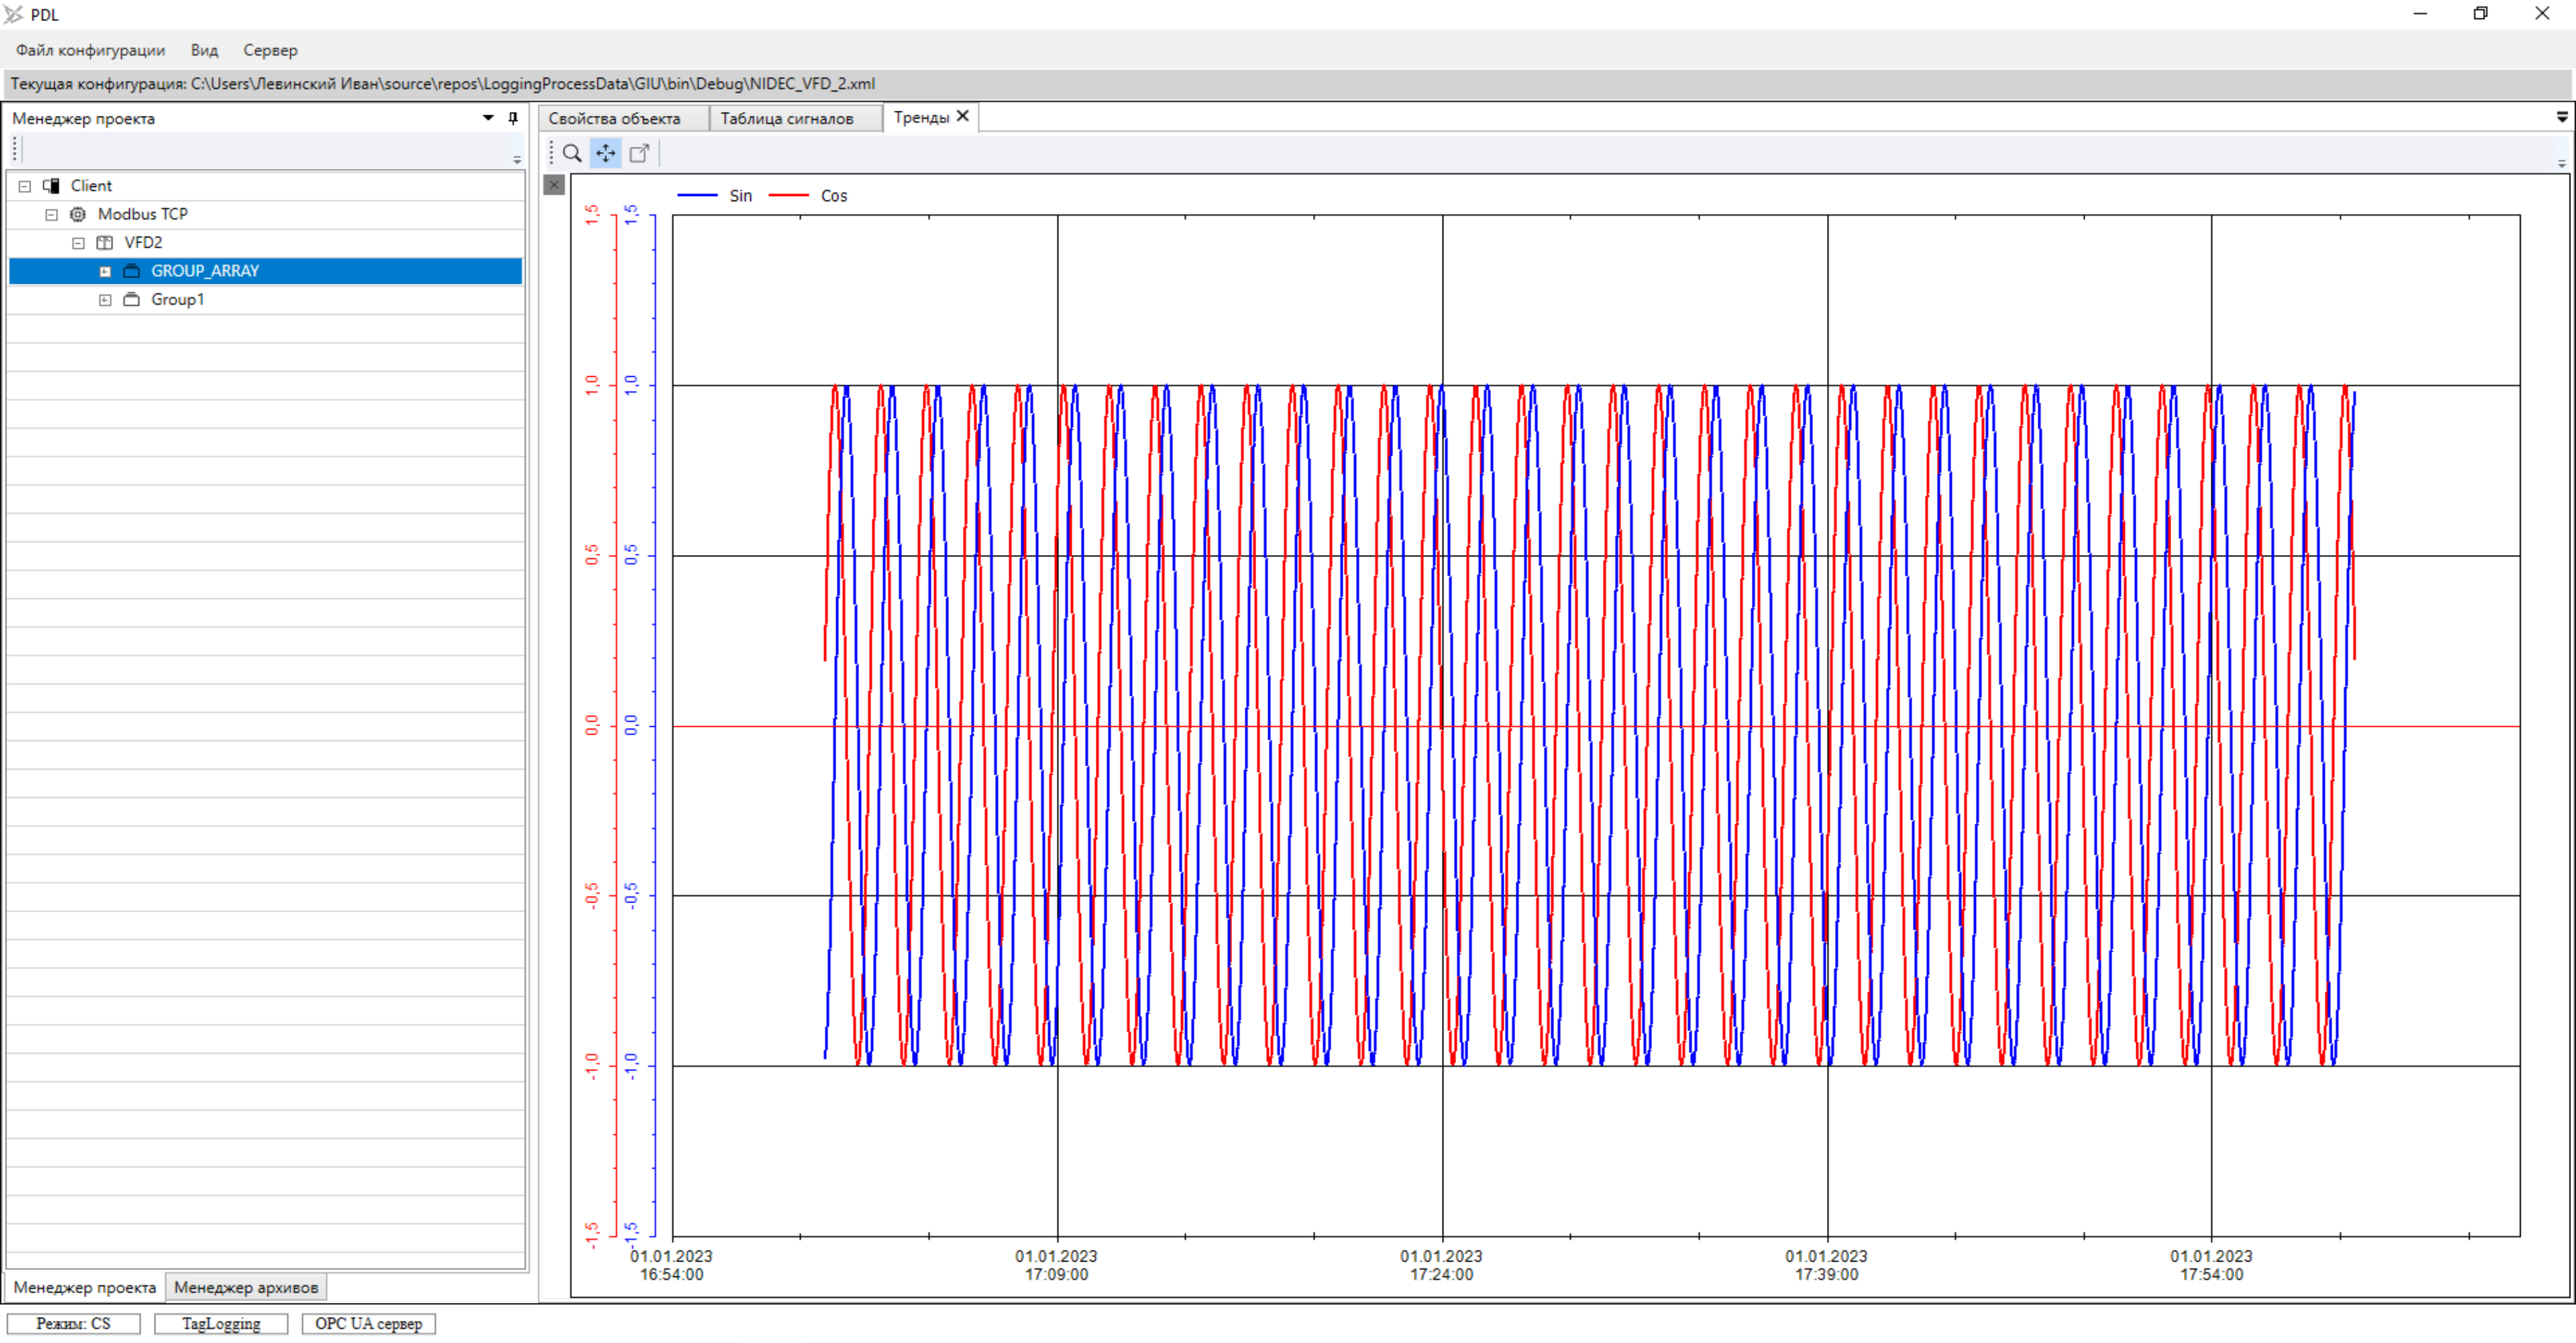 PDL
Файл конфигурации Вид Сервер
Текущая конфигурация: C:\Users\Левинский Иван\source\repos\LoggingProcessData\GIU\bin\Debug\NIDEC_VFD_2.xml
Менеджер проекта
Client
Modbus TCP
VFD2
GROUP_ARRAY
Group1
Менеджер проекта Менеджер архивов
Свойства объекта Таблица сигналов Тренды
Sin Cos
1,5 1,5
1,0 1,0
0,5 0,5
0,0 0,0
-0,5 -0,5
-1,0 -1,0
-1,5 -1,5
01.01.2023 01.01.2023 01.01.2023 01.01.2023 01.01.2023
16:54:00 17:09:00 17:24:00 17:39:00 17:54:00
Режим: CS TagLogging OPC UA сервер